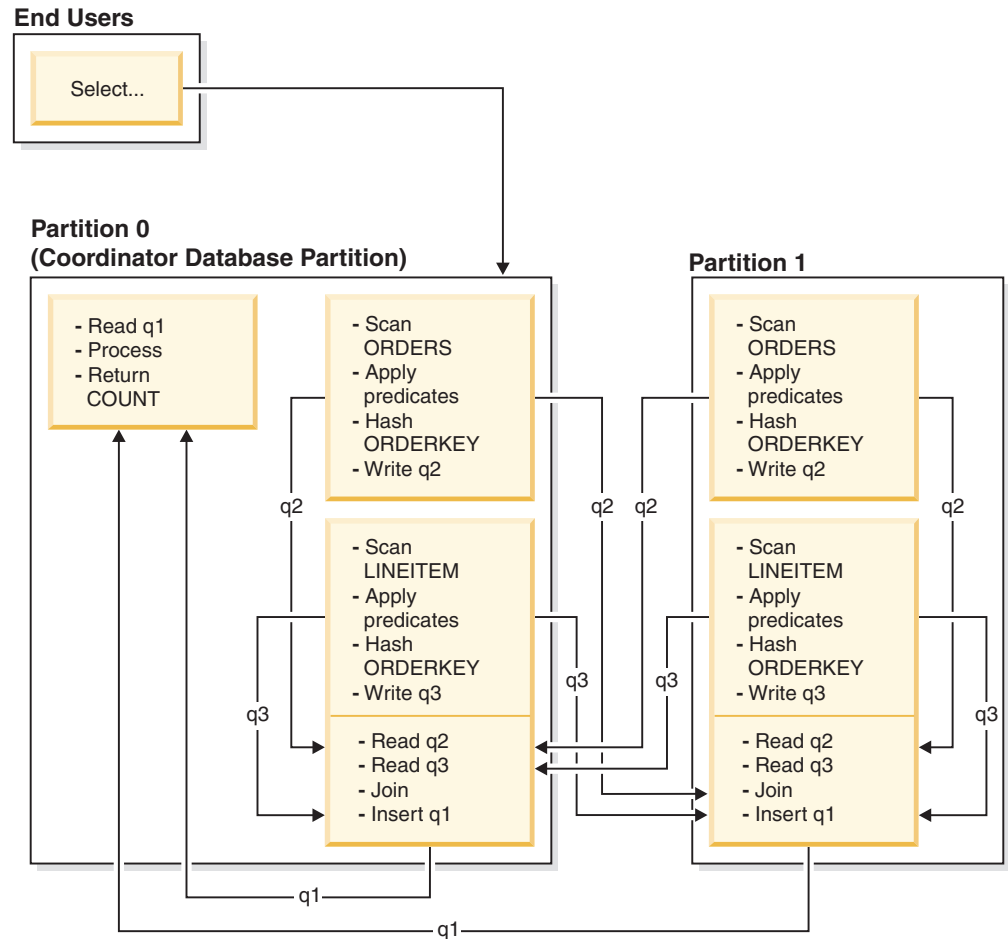 End Users
Select...
Partition 0
(Coordinator Database Partition)
- Read q1
- Process
- Return
COUNT
- Scan
ORDERS
- Apply
predicates
- Hash
ORDERKEY
- Write q2
q2
q2
- Scan
LINEITEM
- Apply
predicates
- Hash
ORDERKEY
- Write q3
q3
q3
- Read q2
- Read q3
- Join
- Insert q1
q1
Partition 1
- Scan
ORDERS
- Apply
predicates
- Hash
ORDERKEY
- Write q2
q2
q2
- Scan
LINEITEM
- Apply
predicates
- Hash
ORDERKEY
- Write q3
q3
q3
- Read q2
- Read q3
- Join
- Insert q1
q1